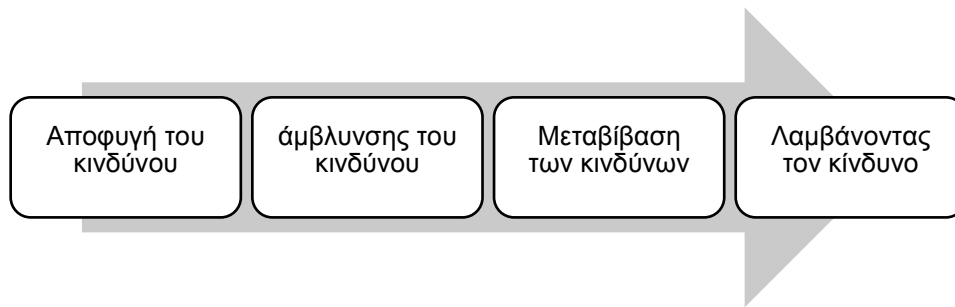 Αποφυγή του
κινδύνου
άμβλυνσης του
κινδύνου
Μεταβίβαση
των κινδύνων
Λαμβάνοντας
τον κίνδυνο